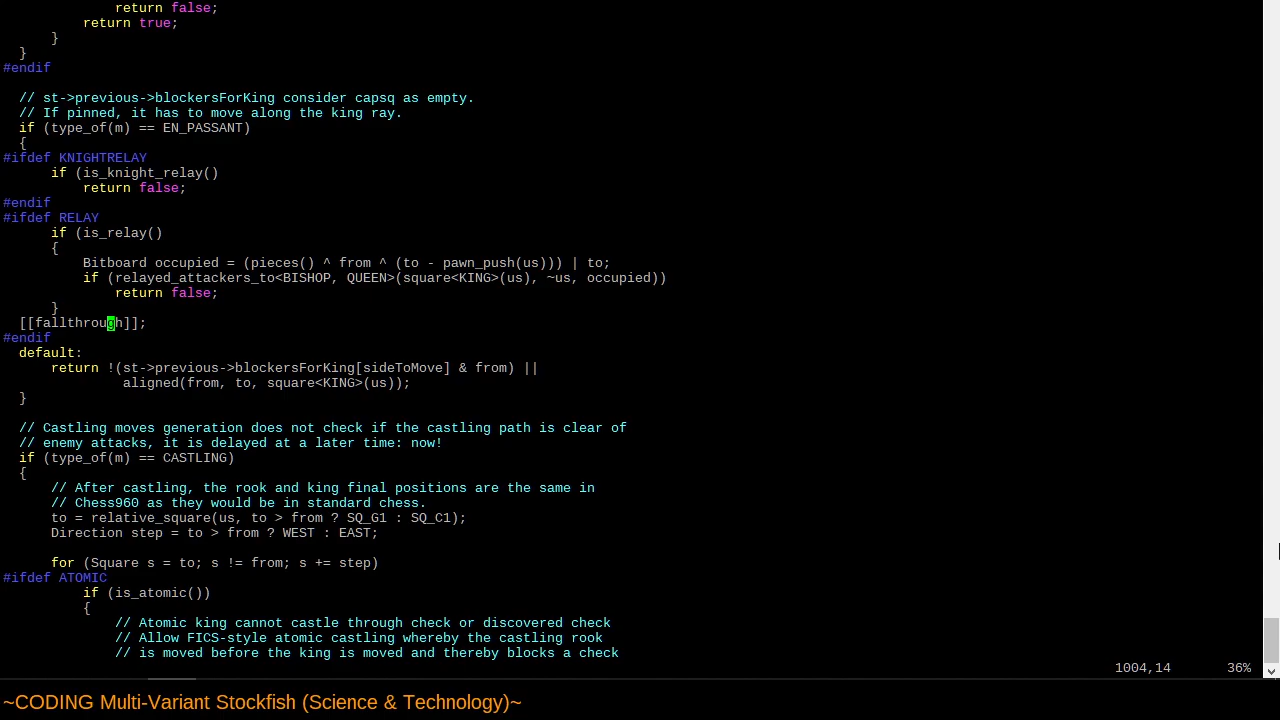 return false;
          return true;
      }
  }
#endif

  // st->previous->blockersForKing consider capsq as empty.
  // If pinned, it has to move along the king ray.
  if (type_of(m) == EN_PASSANT)
  {
#ifdef KNIGHTRELAY
      if (is_knight_relay()
          return false;
#endif
#ifdef RELAY
      if (is_relay()
      {
          Bitboard occupied = (pieces() ^ from ^ (to - pawn_push(us))) | to;
          if (relayed_attackers_to<BISHOP, QUEEN>(square<KING>(us), ~us, occupied))
              return false;
      }
  [[fallthrough]];
#endif
  default:
      return !(st->previous->blockersForKing[sideToMove] & from) ||
               aligned(from, to, square<KING>(us));
  }

  // Castling moves generation does not check if the castling path is clear of
  // enemy attacks, it is delayed at a later time: now!
  if (type_of(m) == CASTLING)
  {
      // After castling, the rook and king final positions are the same in
      // Chess960 as they would be in standard chess.
      to = relative_square(us, to > from ? SQ_G1 : SQ_C1);
      Direction step = to > from ? WEST : EAST;

      for (Square s = to; s != from; s += step)
#ifdef ATOMIC
          if (is_atomic())
          {
              // Atomic king cannot castle through check or discovered check
              // Allow FICS-style atomic castling whereby the castling rook
              // is moved before the king is moved and thereby blocks a check
1004,14 36%
~CODING Multi-Variant Stockfish (Science & Technology)~